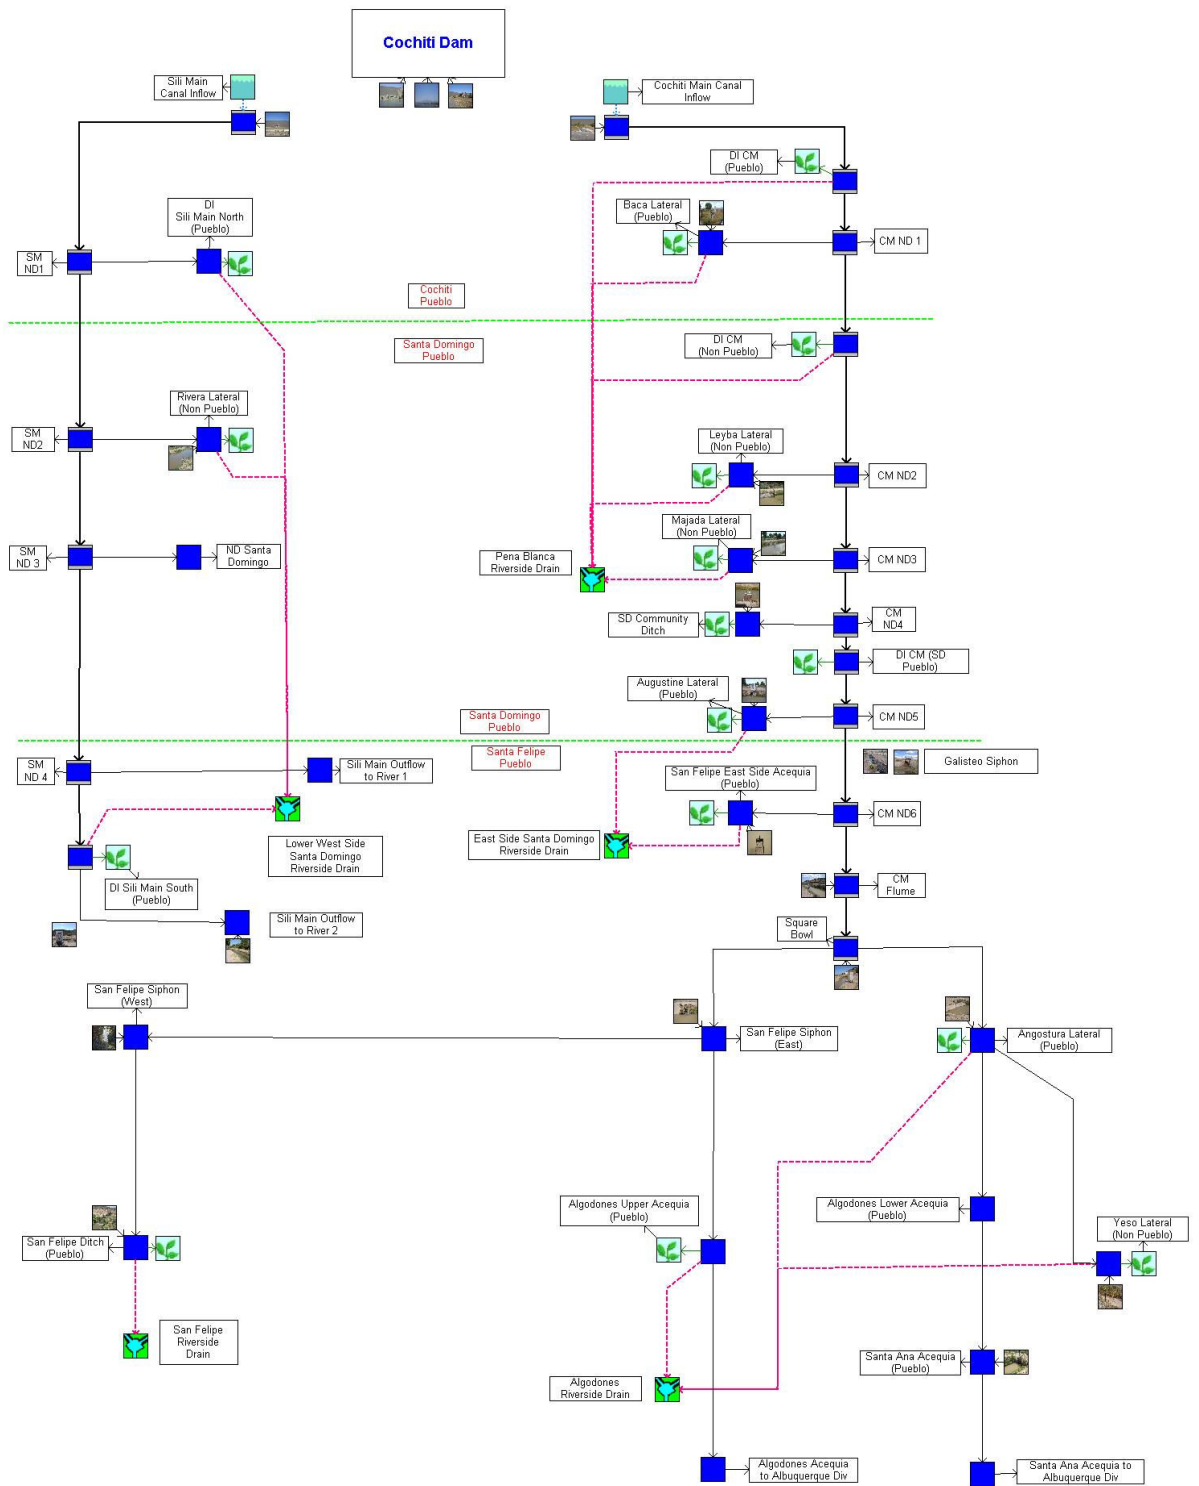 Cochiti Dam
Sili Main
Canal Inflow
Cochiti Main Canal
Inflow
DI CM
(Pueblo)
DI
Sili Main North
(Pueblo)
Baca Lateral
(Pueblo)
CM ND 1
SM
ND1
Cochiti
Pueblo
Santa Domingo
Pueblo
DI CM
(Non Pueblo)
Rivera Lateral
(Non Pueblo)
SM
ND2
Leyba Lateral
(Non Pueblo)
CM ND2
Majada Lateral
(Non Pueblo)
SM
ND 3
ND Santa
Domingo
Pena Blanca
Riverside Drain
CM ND3
SD Community
Ditch
CM
ND4
DI CM (SD
Pueblo)
Augustine Lateral
(Pueblo)
CM ND5
Santa Domingo
Pueblo
Santa Felipe
Pueblo
Galisteo Siphon
SM
ND 4
Sili Main Outflow
to River 1
San Felipe East Side Acequia
(Pueblo)
CM ND6
Lower West Side
Santa Domingo
Riverside Drain
East Side Santa Domingo
Riverside Drain
DI Sili Main South
(Pueblo)
CM
Flume
Sili Main Outflow
to River 2
Square
Bowl
San Felipe Siphon
(West)
San Felipe Siphon
(East)
Angostura Lateral
(Pueblo)
Algodones Upper Acequia
(Pueblo)
Algodones Lower Acequia
(Pueblo)
Yeso Lateral
(Non Pueblo)
San Felipe Ditch
(Pueblo)
San Felipe
Riverside
Drain
Santa Ana Acequia
(Pueblo)
Algodones
Riverside Drain
Algodones Acequia
to Albuquerque Div
Santa Ana Acequia to
Albuquerque Div